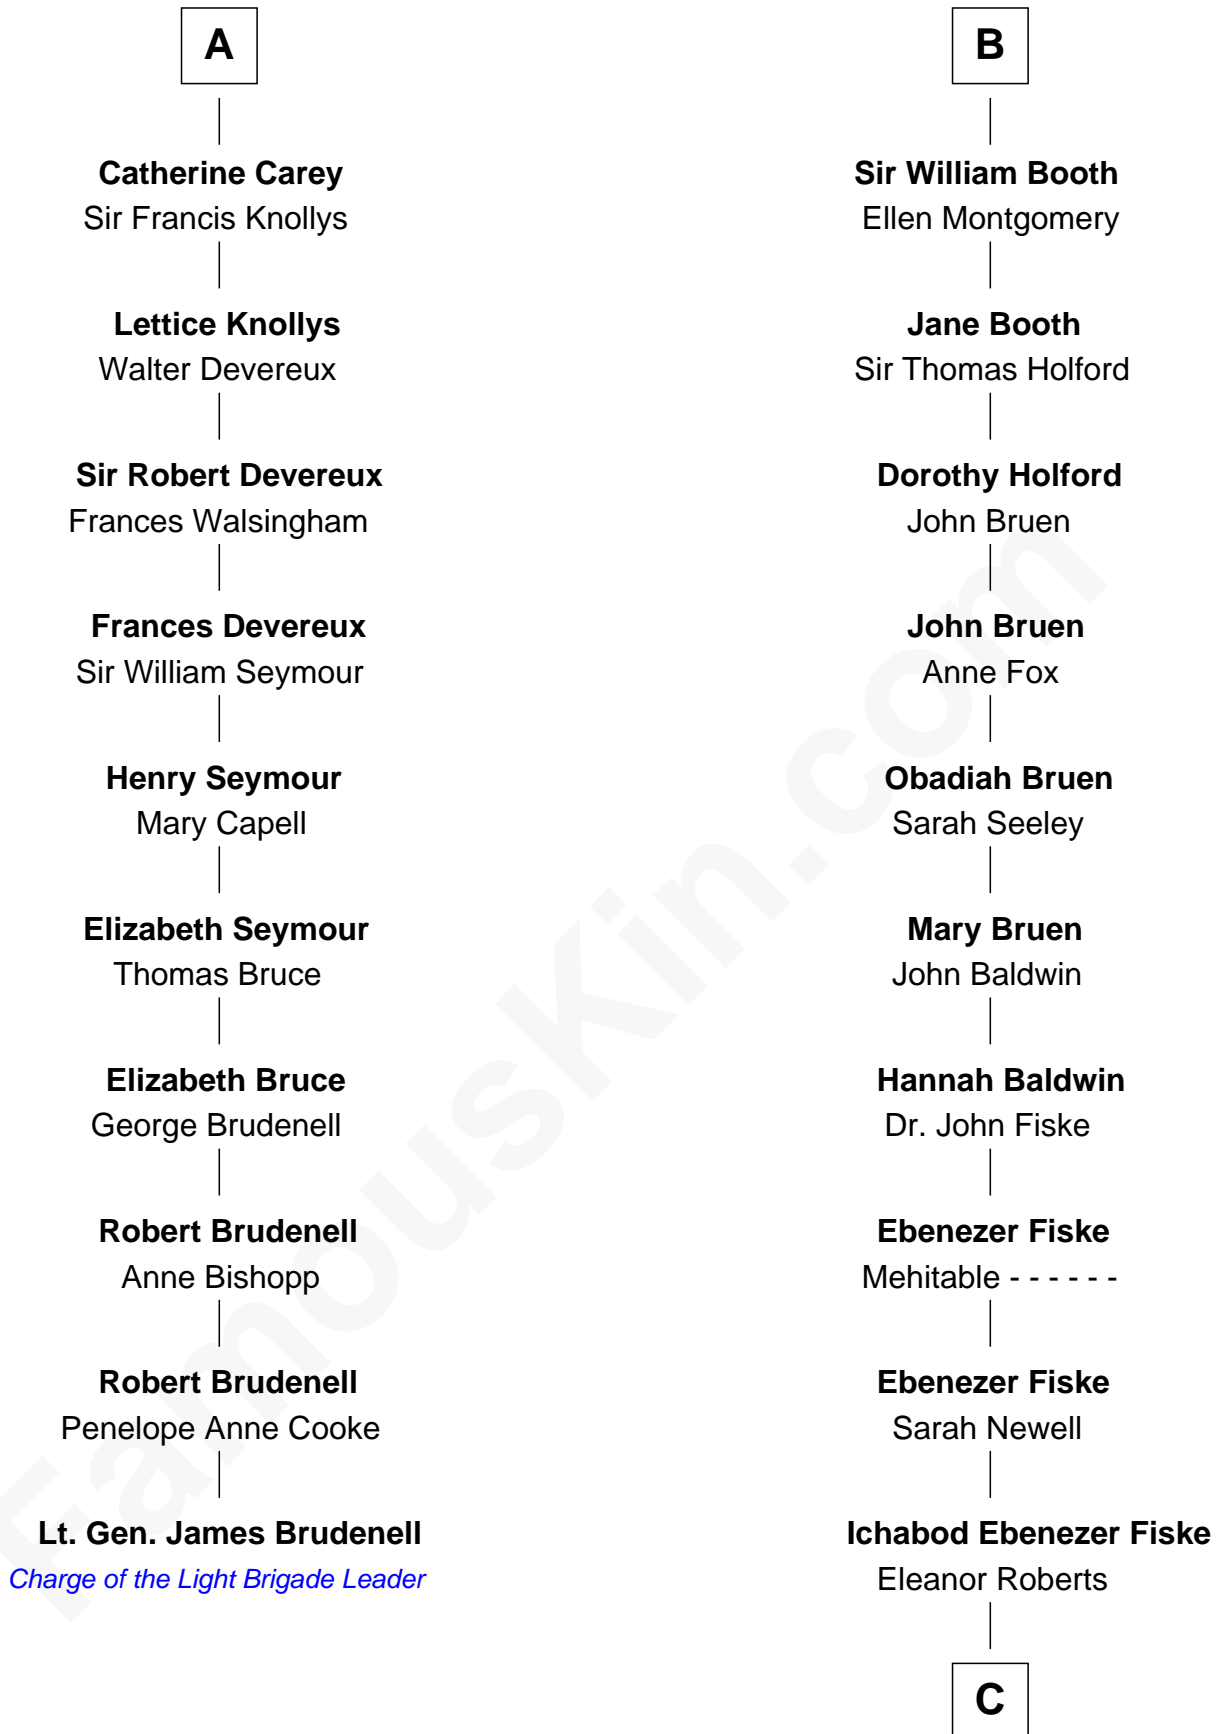 A
Catherine Carey
Sir Francis Knollys
Lettice Knollys
Walter Devereux
Sir Robert Devereux
Frances Walsingham
Frances Devereux
Sir William Seymour
Henry Seymour
Mary Capell
Elizabeth Seymour
Thomas Bruce
Elizabeth Bruce
George Brudenell
Robert Brudenell
Anne Bishopp
Robert Brudenell
Penelope Anne Cooke
Lt. Gen. James Brudenell
Charge of the Light Brigade Leader
B
Sir William Booth
Ellen Montgomery
Jane Booth
Sir Thomas Holford
Dorothy Holford
John Bruen
John Bruen
Anne Fox
Obadiah Bruen
Sarah Seeley
Mary Bruen
John Baldwin
Hannah Baldwin
Dr. John Fiske
Ebenezer Fiske
Mehitable - - - - - -
Ebenezer Fiske
Sarah Newell
Ichabod Ebenezer Fiske
Eleanor Roberts
C
FamousKin.com